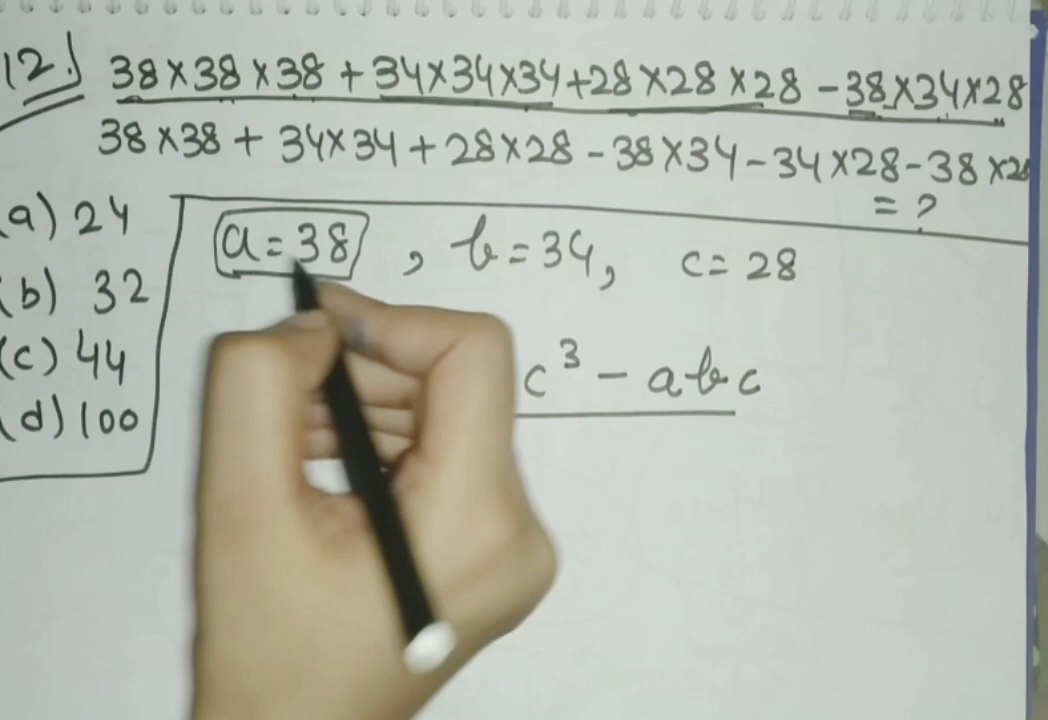 12.) 38×38×38 + 34×34×34+28×28×28 -38×34×28
38×38 + 34×34+28×28 -38×34-34×28-38×28
= ?
(a) 24
(b) 32
(c) 44
(d) 100
a=38, b=34, c=28
c³ - abc